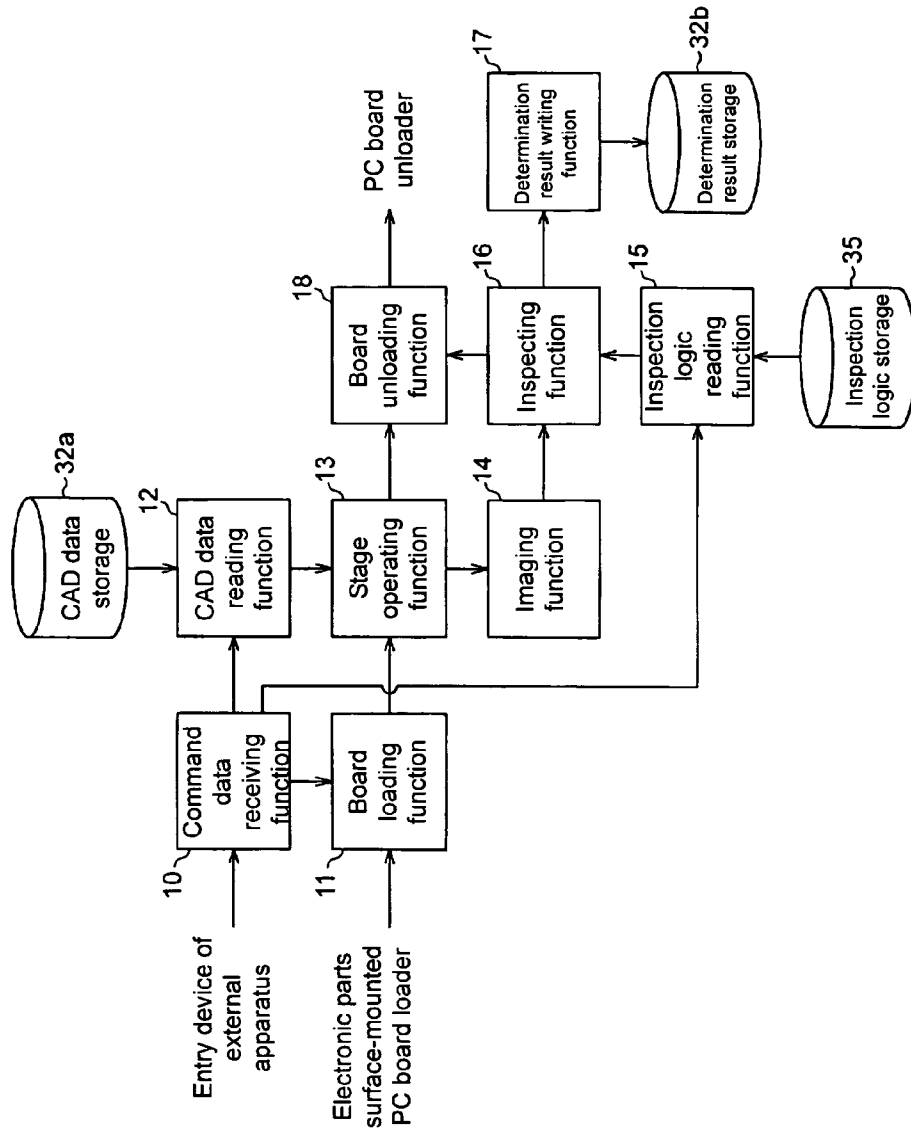 Entry device of
external
apparatus
10
Command
data
receiving
function
32a
CAD data
storage
12
CAD data
reading
function
Electronic parts
surface-mounted
PC board loader
11
Board
loading
function
13
Stage
operating
function
18
Board
unloading
function
PC board
unloader
14
Imaging
function
16
Inspecting
function
17
Determination
result writing
function
15
Inspection
logic
reading
function
32b
Determination
result storage
35
Inspection
logic storage